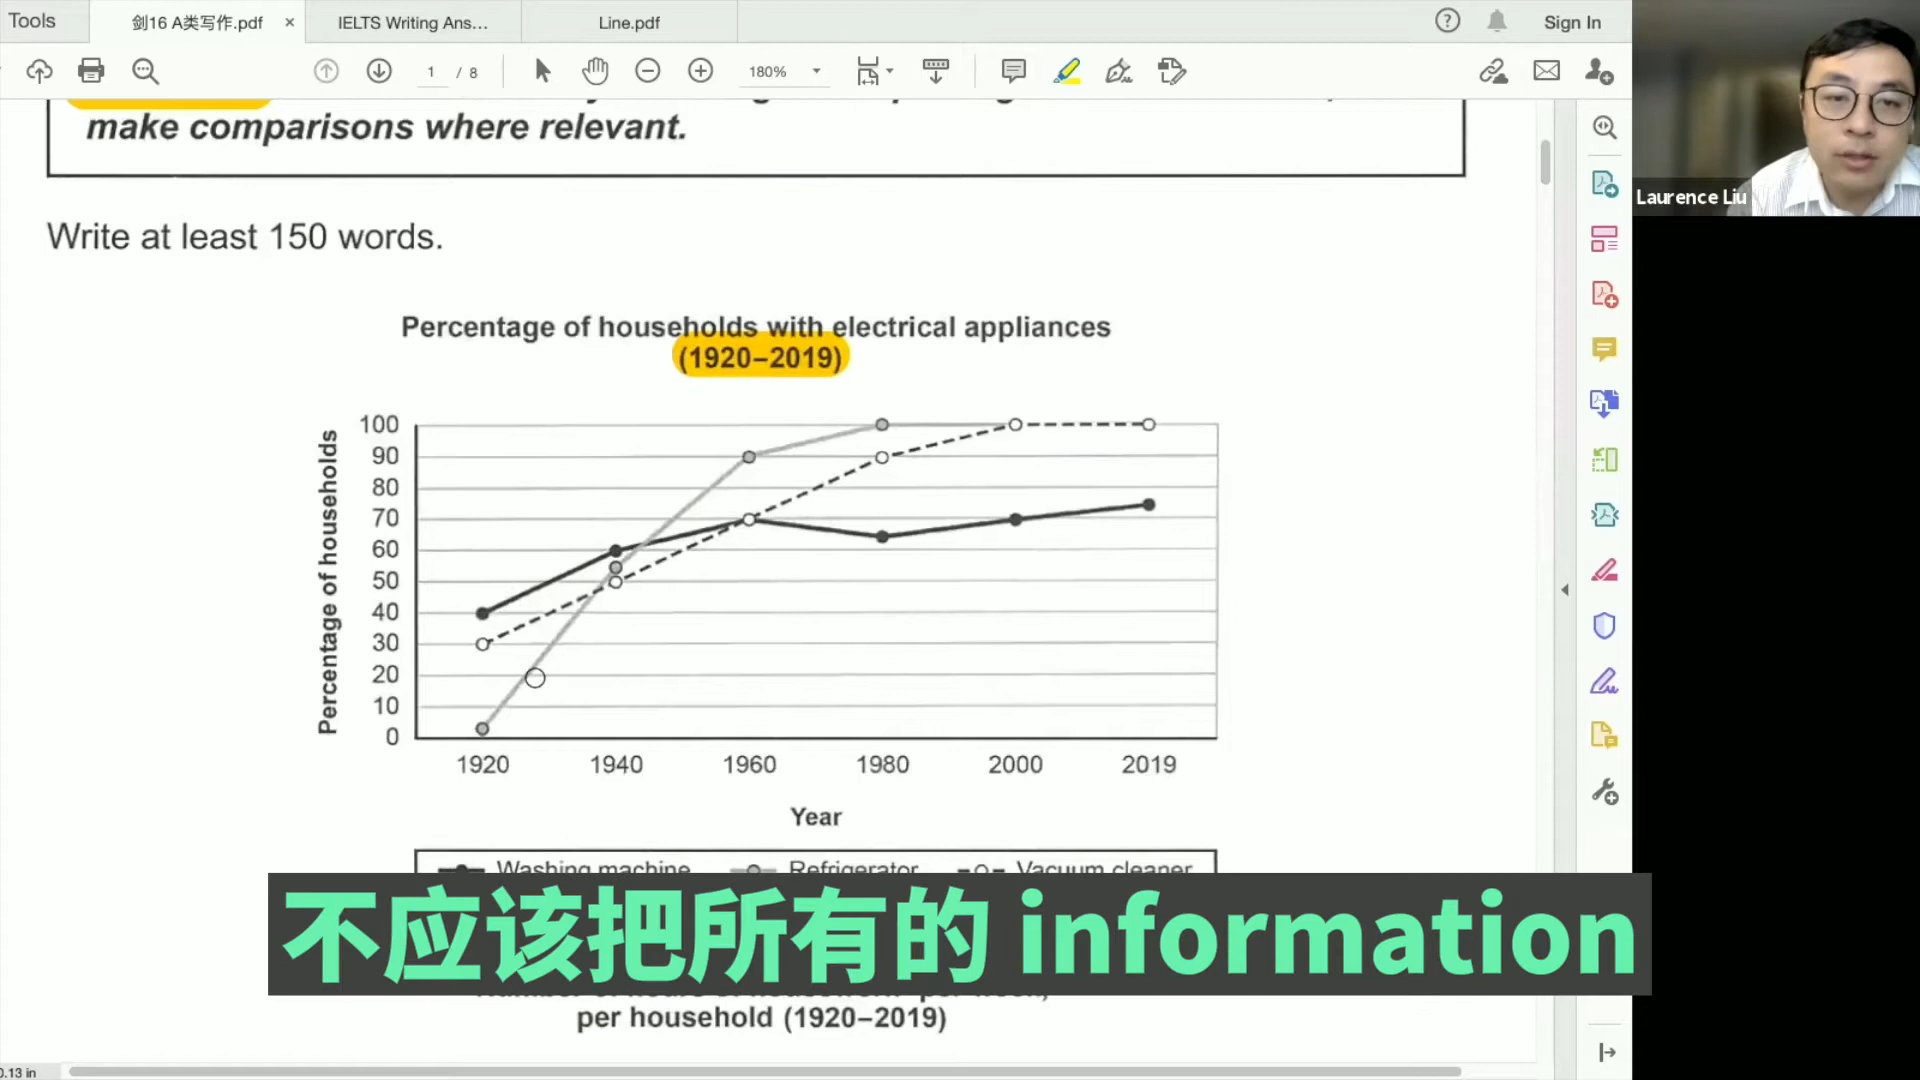 Tools
剑16 A类写作.pdf
IELTS Writing Ans...
Line.pdf
Sign In
1 / 8
180%
make comparisons where relevant.
Laurence Liu
Write at least 150 words.
Percentage of households with electrical appliances
(1920–2019)
Percentage of households
100
90
80
70
60
50
40
30
20
10
0
1920 1940 1960 1980 2000 2019
Year
Washing machine Refrigerator Vacuum cleaner
不应该把所有的 information
per household (1920–2019)
0.13 in